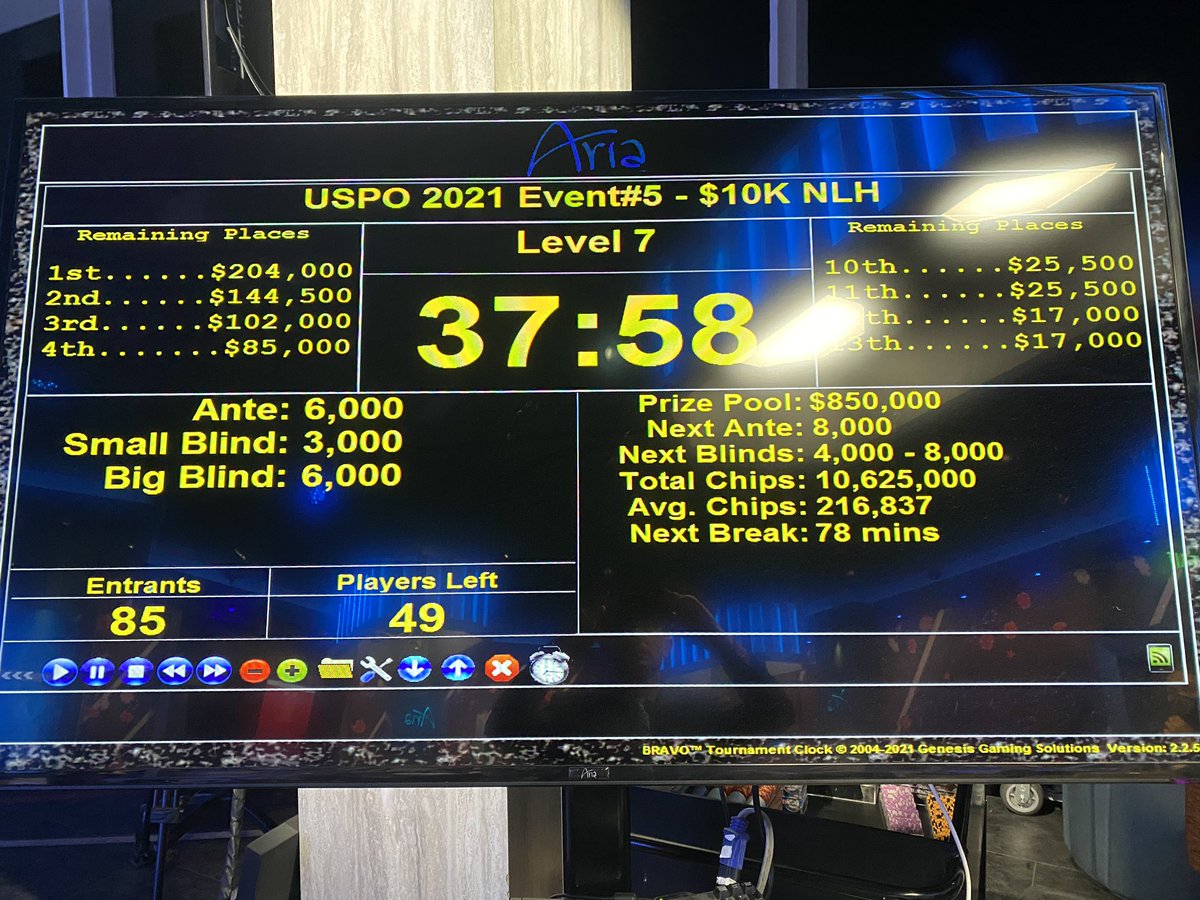 Aria
USPO 2021 Event#5 - $10K NLH
Remaining Places
1st......$204,000
2nd......$144,500
3rd......$102,000
4th.......$85,000
Level 7
37:58
Remaining Places
10th......$25,500
11th......$25,500
th......$17,000
13th......$17,000
Ante: 6,000
Small Blind: 3,000
Big Blind: 6,000
Prize Pool: $850,000
Next Ante: 8,000
Next Blinds: 4,000 - 8,000
Total Chips: 10,625,000
Avg. Chips: 216,837
Next Break: 78 mins
Entrants
85
Players Left
49
BRAVO™ Tournament Clock © 2004-2021 Genesis Gaming Solutions Version: 2.2.5
Aria